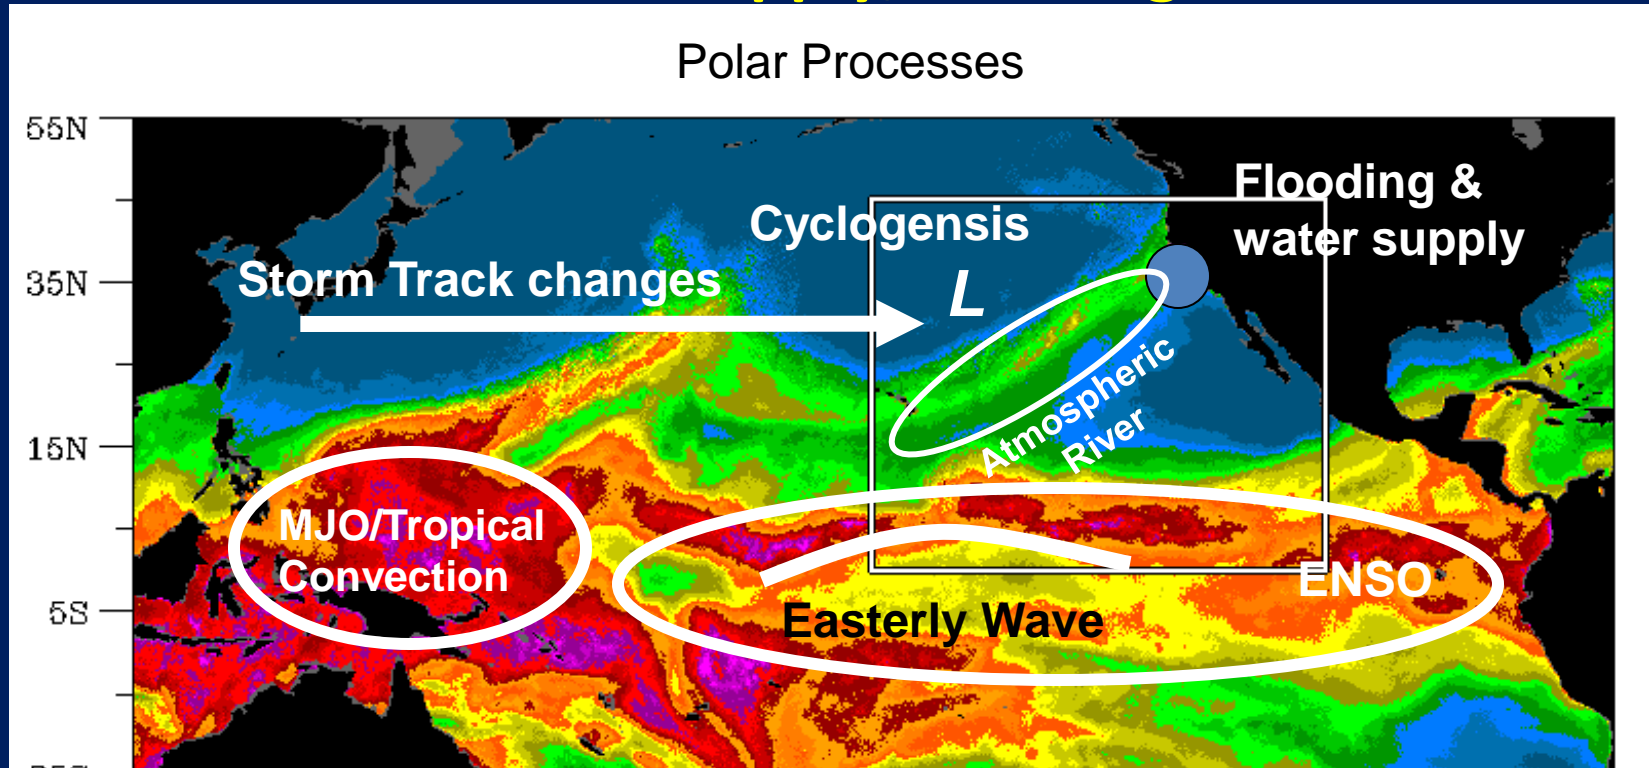 Polar Processes
55N
Flooding &
water supply
Cyclogensis
35N
Storm Track changes
L
Atmospheric
River
15N
MJO/Tropical
Convection
ENSO
5S
Easterly Wave